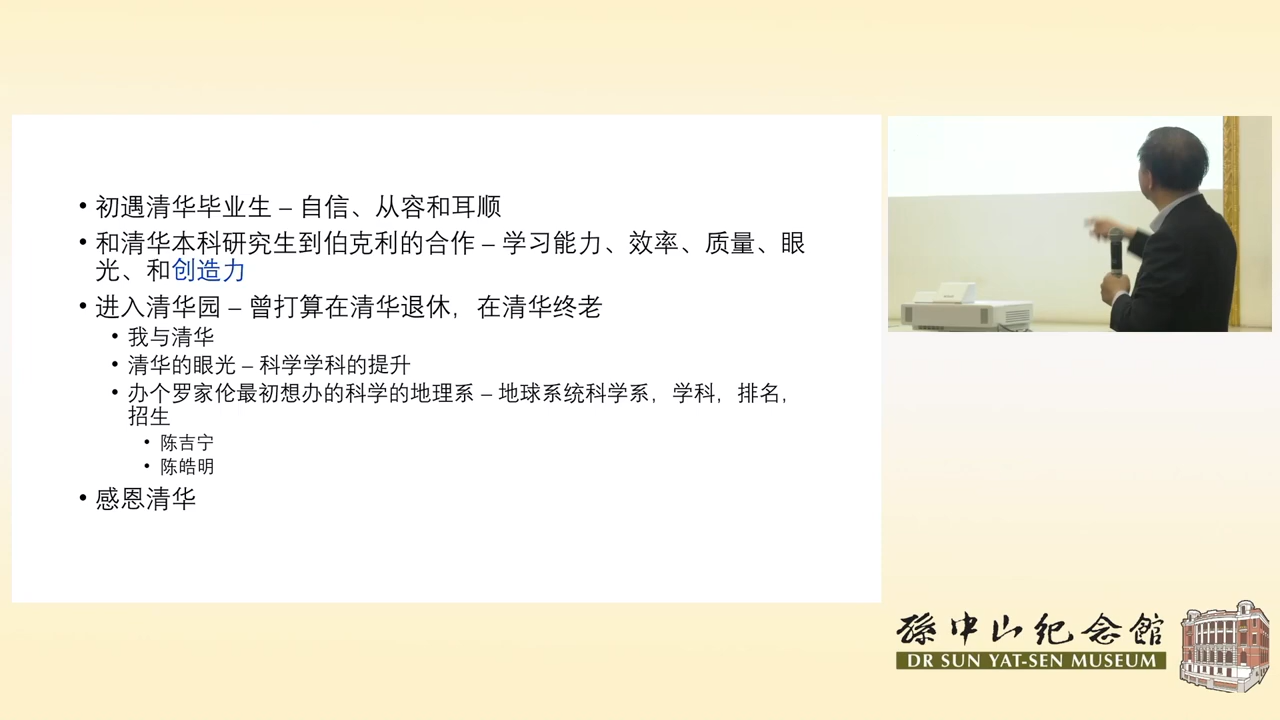 • 初遇清华毕业生 – 自信、从容和耳顺
• 和清华本科研究生到伯克利的合作 – 学习能力、效率、质量、眼
光、和创造力
• 进入清华园 – 曾打算在清华退休，在清华终老
• 我与清华
• 清华的眼光 – 科学学科的提升
• 办个罗家伦最初想办的科学的地理系 – 地球系统科学系，学科，排名，
招生
• 陈吉宁
• 陈皓明
• 感恩清华
孫中山紀念館
DR SUN YAT-SEN MUSEUM